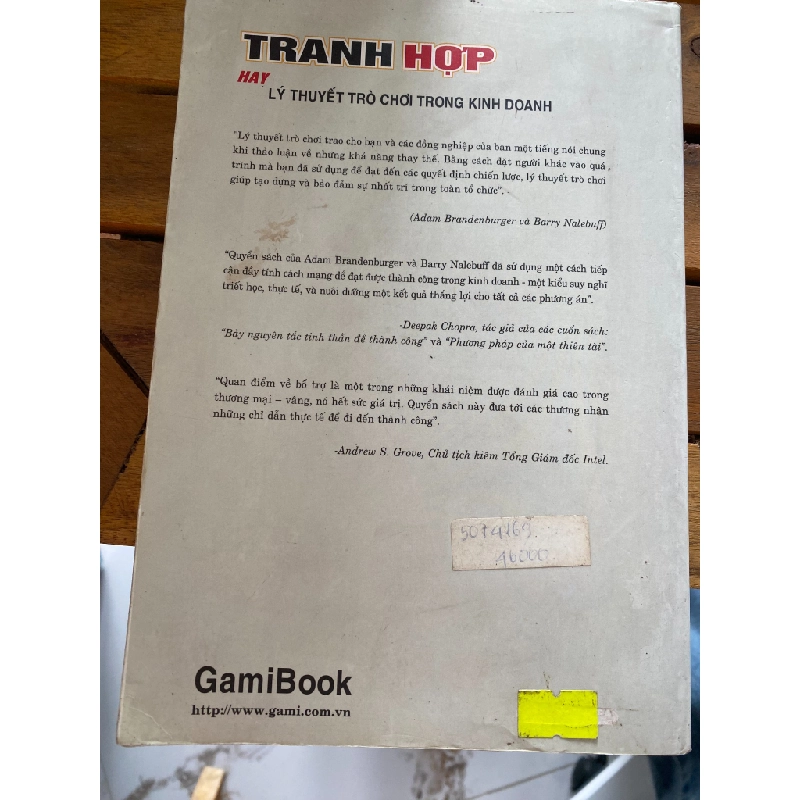 TRANH HỢP
HAY
LÝ THUYẾT TRÒ CHƠI TRONG KINH DOANH
"Lý thuyết trò chơi trao cho bạn và các đồng nghiệp của bạn một tiếng nói chung
khi thảo luận về những khả năng thay thế. Bằng cách đặt người khác vào quá
trình mà bạn đã sử dụng để đạt đến các quyết định chiến lược, lý thuyết trò chơi
giúp tạo dựng và bảo đảm sự nhất trí trong toàn tổ chức".
(Adam Brandenburger và Barry Nalebuff)
"Quyển sách của Adam Brandenburger và Barry Nalebuff đã sử dụng một cách tiếp
cận đầy tính cách mạng để đạt được thành công trong kinh doanh - một kiểu suy nghĩ
triết học, thực tế, và nuôi dưỡng một kết quả thắng lợi cho tất cả các phương án".
-Deepak Chopra, tác giả của các cuốn sách:
"Bảy nguyên tắc tinh thần để thành công" và "Phương pháp của một thiên tài".
"Quan điểm về bổ trợ là một trong những khái niệm được đánh giá cao trong
thương mại – vâng, nó hết sức giá trị. Quyển sách này đưa tới các thương nhân
những chỉ dẫn thực tế để đi đến thành công".
-Andrew S. Grove, Chủ tịch kiêm Tổng Giám đốc Intel.
GamiBook
http://www.gami.com.vn